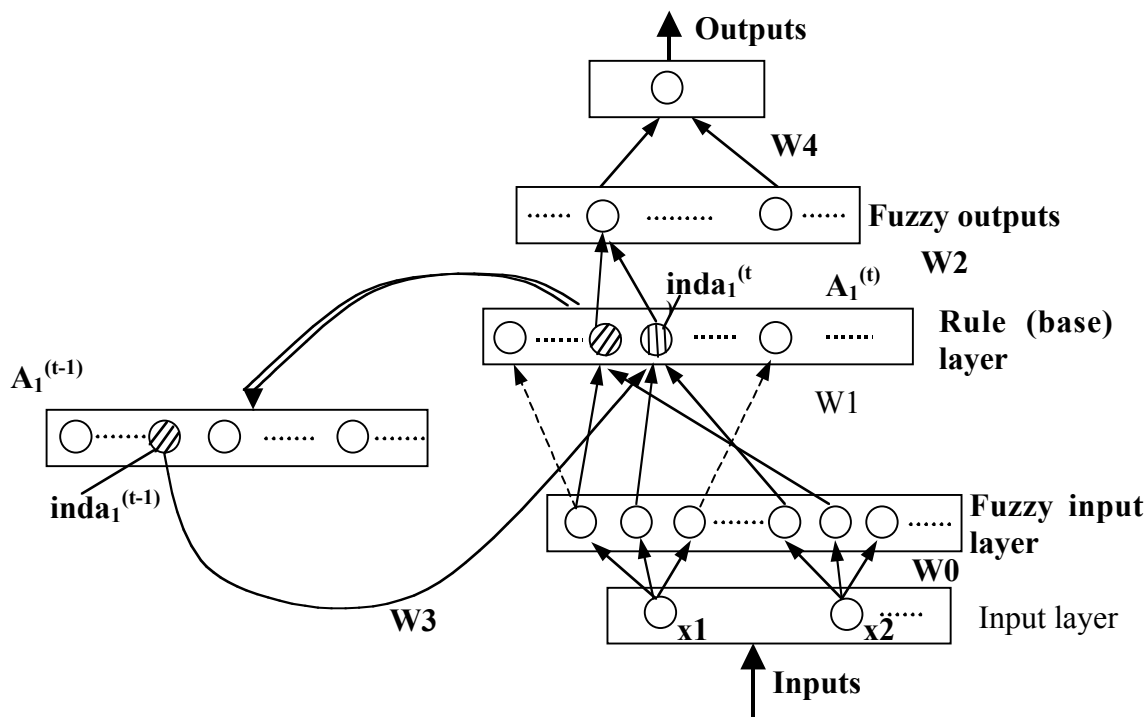 Outputs
W4
Fuzzy outputs
W2
inda₁⁽ᵗ
)
A₁⁽ᵗ⁾
Rule (base)
layer
A₁⁽ᵗ⁻¹⁾
W1
inda₁⁽ᵗ⁻¹⁾
Fuzzy input
layer
W0
W3
x1
x2
Input layer
Inputs